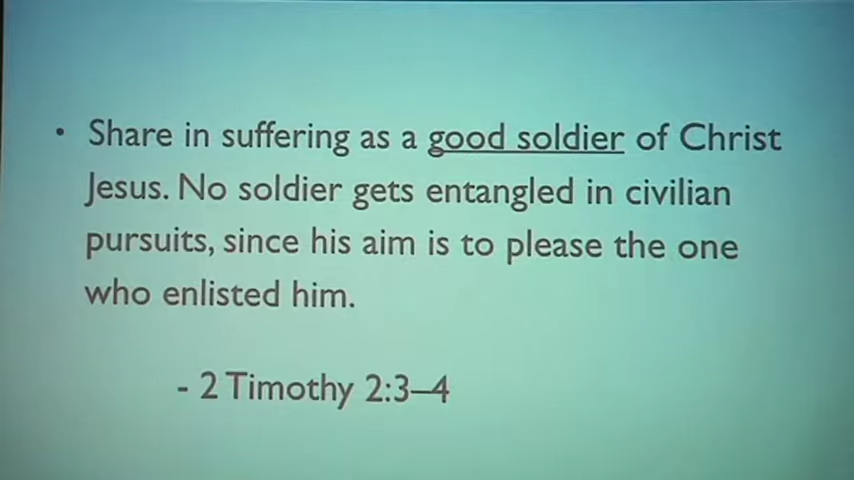 • Share in suffering as a good soldier of Christ
Jesus. No soldier gets entangled in civilian
pursuits, since his aim is to please the one
who enlisted him.
- 2 Timothy 2:3–4